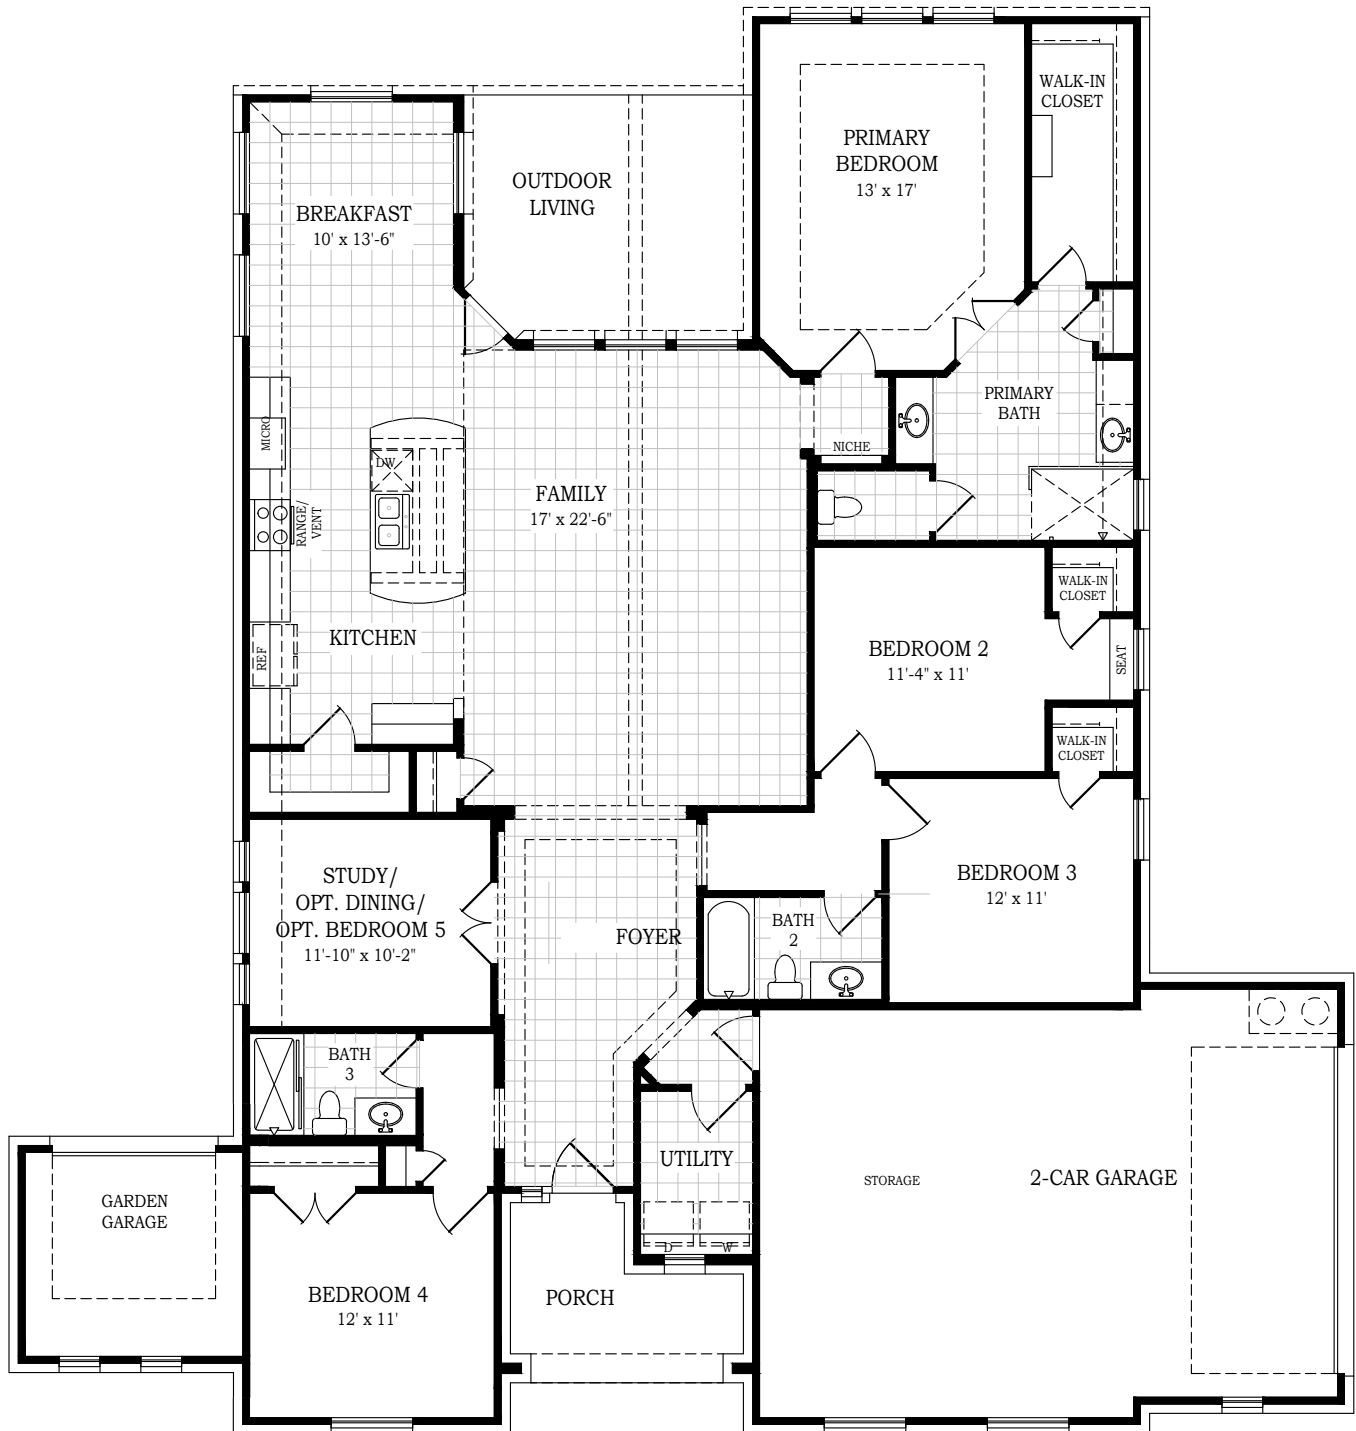 WALK-IN
CLOSET
PRIMARY
BEDROOM
13' x 17'
OUTDOOR
LIVING
BREAKFAST
10' x 13'-6"
PRIMARY
BATH
MICRO
NICHE
DW
FAMILY
17' x 22'-6"
RANGE/
VENT
WALK-IN
CLOSET
KITCHEN
BEDROOM 2
11'-4" x 11'
SEAT
REF
WALK-IN
CLOSET
STUDY/
OPT. DINING/
OPT. BEDROOM 5
11'-10" x 10'-2"
BEDROOM 3
12' x 11'
FOYER
BATH
2
BATH
3
UTILITY
STORAGE
2-CAR GARAGE
GARDEN
GARAGE
D
W
BEDROOM 4
12' x 11'
PORCH